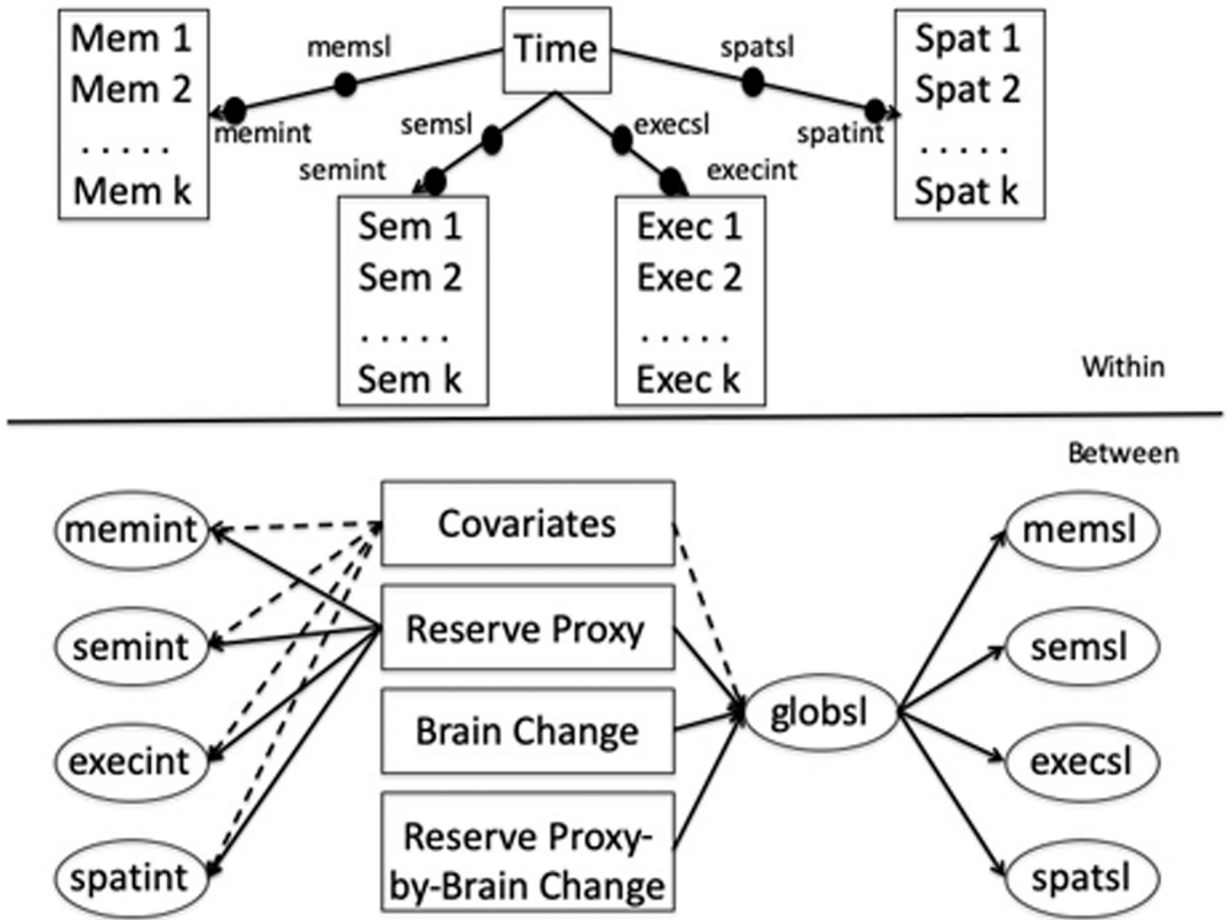 Mem 1
Mem 2
. . . . .
Mem k
memsl
memint
Time
semsl
semint
execsl
execint
spatsl
spatint
Spat 1
Spat 2
. . . . .
Spat k
Sem 1
Sem 2
. . . . .
Sem k
Exec 1
Exec 2
. . . . .
Exec k
Within
Between
memint
semint
execint
spatint
Covariates
Reserve Proxy
Brain Change
Reserve Proxy-
by-Brain Change
globsl
memsl
semsl
execsl
spatsl